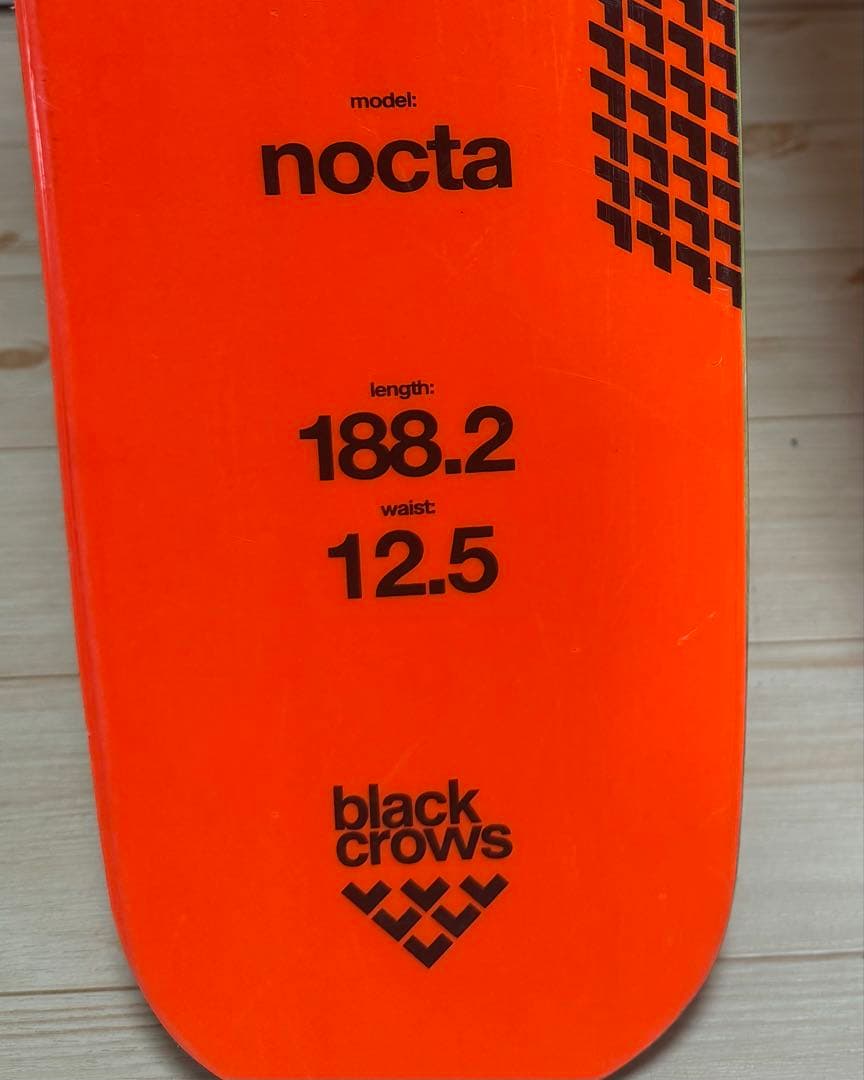 model:
nocta
length:
188.2
waist:
12.5
black
crows